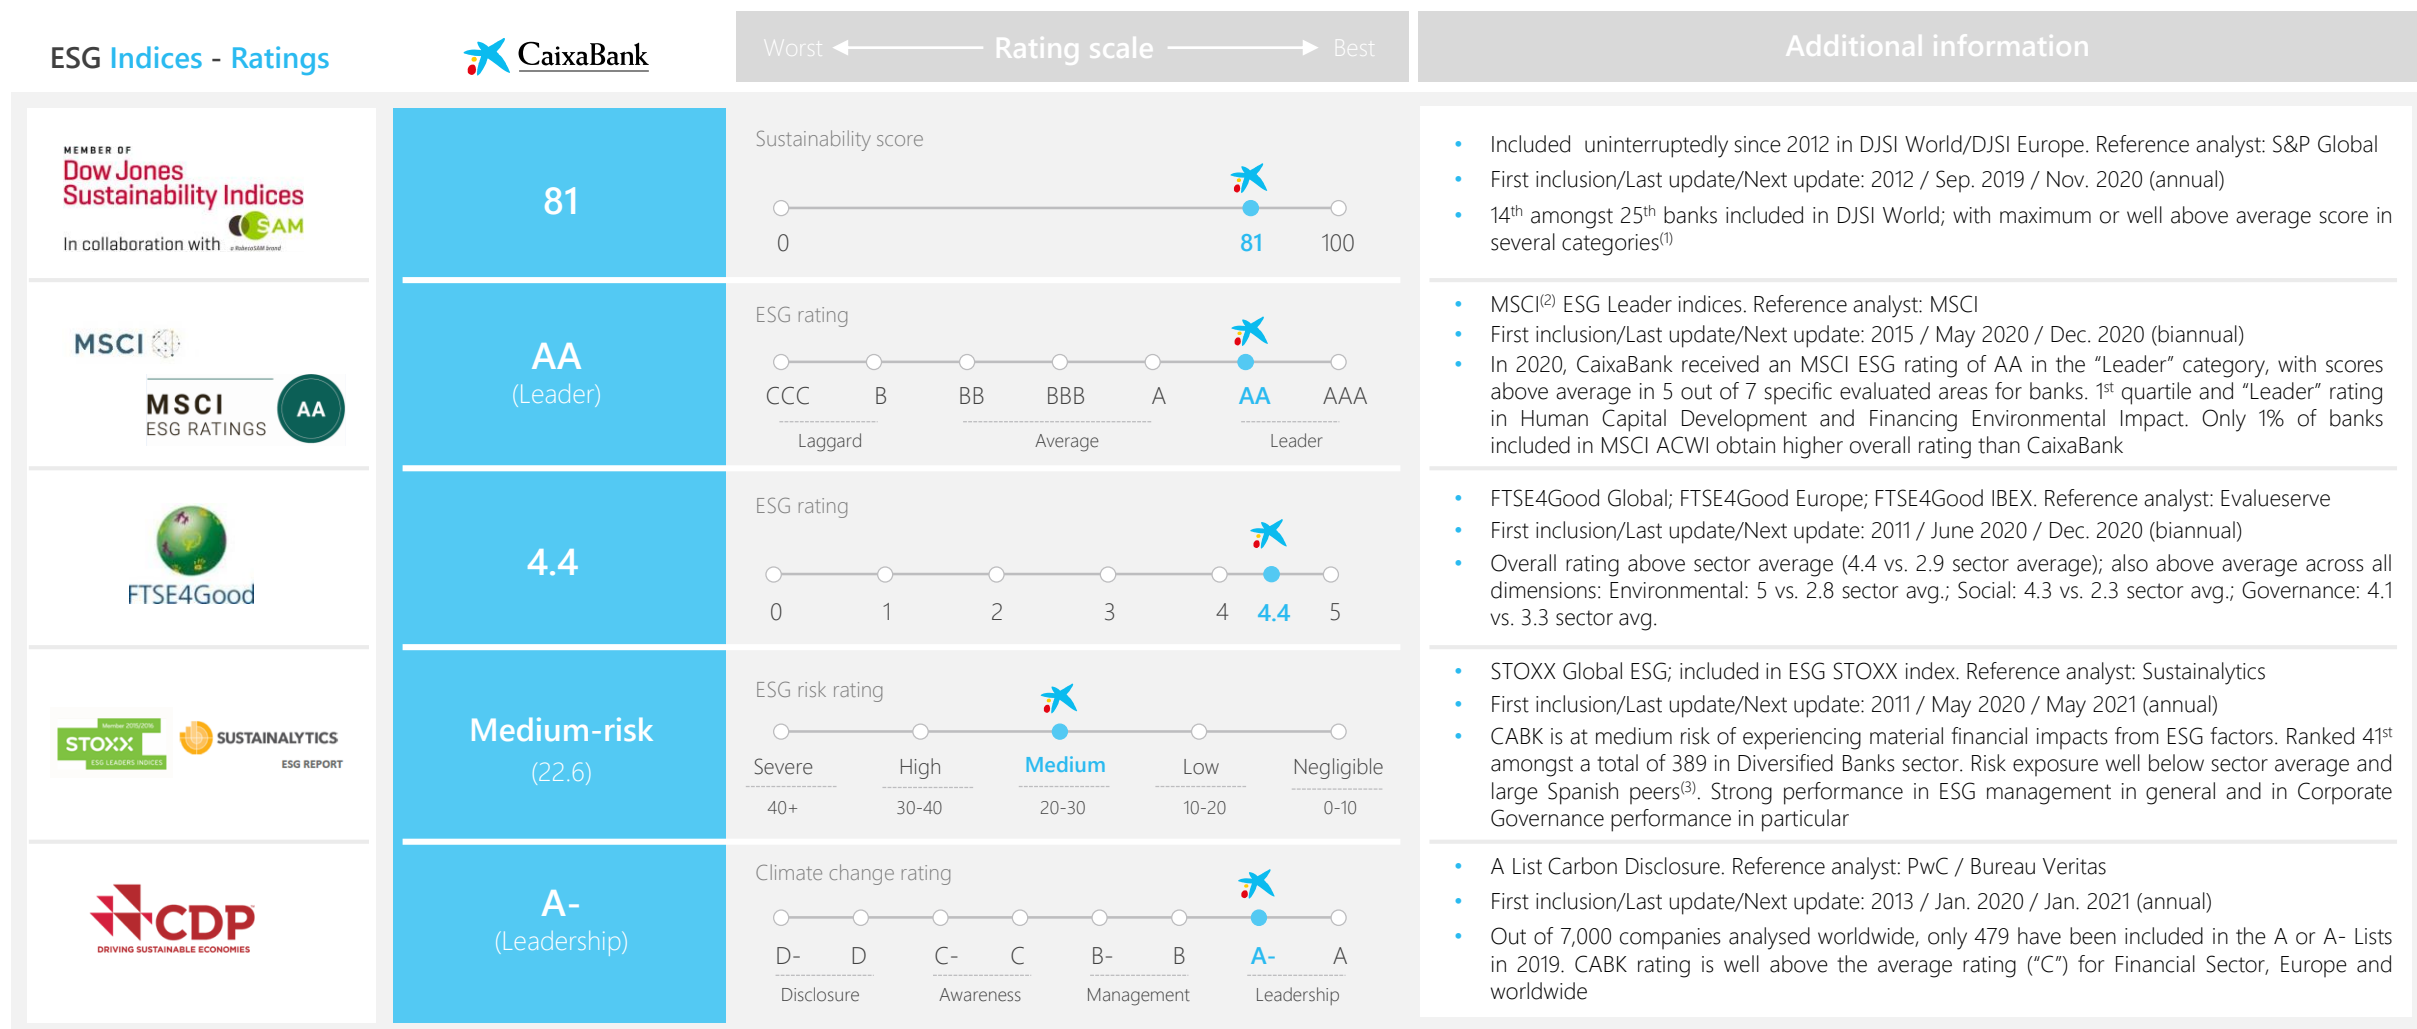 ESG Indices - Ratings
CaixaBank
Worst
Rating scale
Best
Additional information
MEMBER OF
Dow Jones
Sustainability Indices
In collaboration with
SAM
a RobecoSAM brand
81
Sustainability score
0
81
100
• Included uninterruptedly since 2012 in DJSI World/DJSI Europe. Reference analyst: S&P Global
• First inclusion/Last update/Next update: 2012 / Sep. 2019 / Nov. 2020 (annual)
• 14th amongst 25th banks included in DJSI World; with maximum or well above average score in
several categories(1)
MSCI
MSCI
ESG RATINGS
AA
AA
(Leader)
ESG rating
CCC B BB BBB A AA AAA
Laggard Average Leader
• MSCI(2) ESG Leader indices. Reference analyst: MSCI
• First inclusion/Last update/Next update: 2015 / May 2020 / Dec. 2020 (biannual)
• In 2020, CaixaBank received an MSCI ESG rating of AA in the “Leader” category, with scores
above average in 5 out of 7 specific evaluated areas for banks. 1st quartile and “Leader” rating
in Human Capital Development and Financing Environmental Impact. Only 1% of banks
included in MSCI ACWI obtain higher overall rating than CaixaBank
FTSE4Good
4.4
ESG rating
0 1 2 3 4 4.4 5
• FTSE4Good Global; FTSE4Good Europe; FTSE4Good IBEX. Reference analyst: Evalueserve
• First inclusion/Last update/Next update: 2011 / June 2020 / Dec. 2020 (biannual)
• Overall rating above sector average (4.4 vs. 2.9 sector average); also above average across all
dimensions: Environmental: 5 vs. 2.8 sector avg.; Social: 4.3 vs. 2.3 sector avg.; Governance: 4.1
vs. 3.3 sector avg.
Member 2015/2016
STOXX
ESG LEADERS INDICES
SUSTAINALYTICS
ESG REPORT
Medium-risk
(22.6)
ESG risk rating
Severe High Medium Low Negligible
40+ 30-40 20-30 10-20 0-10
• STOXX Global ESG; included in ESG STOXX index. Reference analyst: Sustainalytics
• First inclusion/Last update/Next update: 2011 / May 2020 / May 2021 (annual)
• CABK is at medium risk of experiencing material financial impacts from ESG factors. Ranked 41st
amongst a total of 389 in Diversified Banks sector. Risk exposure well below sector average and
large Spanish peers(3). Strong performance in ESG management in general and in Corporate
Governance performance in particular
CDP
DRIVING SUSTAINABLE ECONOMIES
A-
(Leadership)
Climate change rating
D- D C- C B- B A- A
Disclosure Awareness Management Leadership
• A List Carbon Disclosure. Reference analyst: PwC / Bureau Veritas
• First inclusion/Last update/Next update: 2013 / Jan. 2020 / Jan. 2021 (annual)
• Out of 7,000 companies analysed worldwide, only 479 have been included in the A or A- Lists
in 2019. CABK rating is well above the average rating (“C”) for Financial Sector, Europe and
worldwide